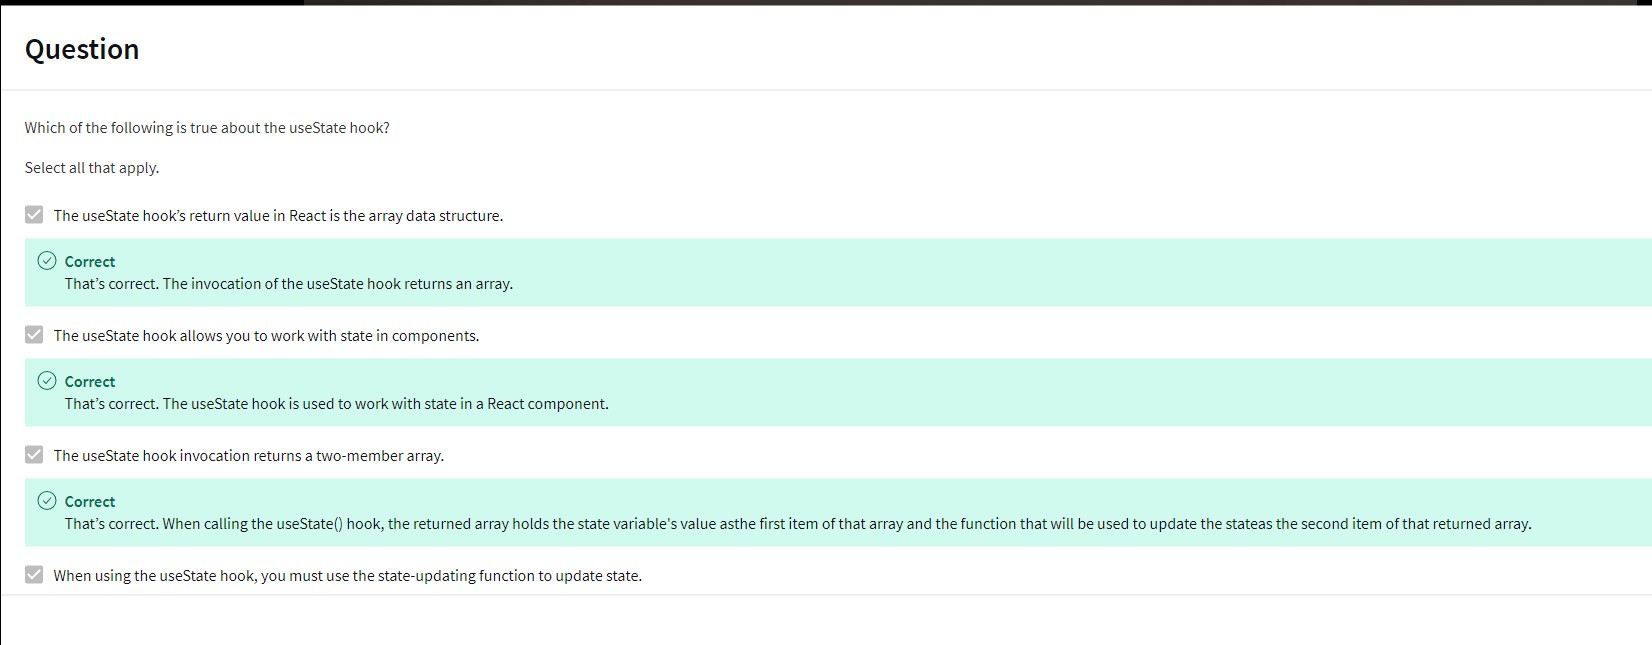 Question
Which of the following is true about the useState hook?
Select all that apply.
The useState hook’s return value in React is the array data structure.
Correct
That’s correct. The invocation of the useState hook returns an array.
The useState hook allows you to work with state in components.
Correct
That’s correct. The useState hook is used to work with state in a React component.
The useState hook invocation returns a two-member array.
Correct
That’s correct. When calling the useState() hook, the returned array holds the state variable's value asthe first item of that array and the function that will be used to update the stateas the second item of that returned array.
When using the useState hook, you must use the state-updating function to update state.